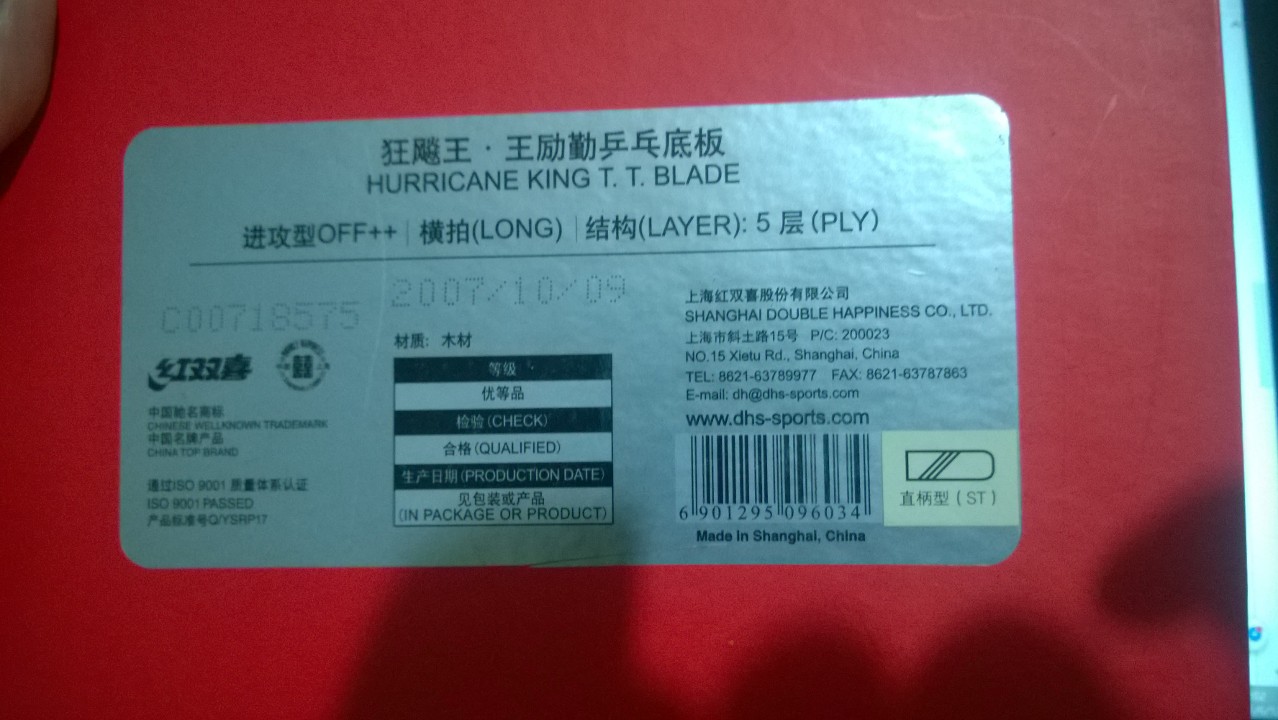 狂飚王·王励勤乒乓底板
HURRICANE KING T. T. BLADE
进攻型OFF++ | 横拍(LONG) | 结构(LAYER): 5 层(PLY)
C00718575
2007/10/09
红双喜
中国驰名商标
CHINESE WELLKNOWN TRADEMARK
中国名牌产品
CHINA TOP BRAND
通过ISO 9001 质量体系认证
ISO 9001 PASSED
产品标准号Q/YSRP17
材质: 木材
等级
优等品
检验(CHECK)
合格(QUALIFIED)
生产日期(PRODUCTION DATE)
见包装或产品
(IN PACKAGE OR PRODUCT)
上海红双喜股份有限公司
SHANGHAI DOUBLE HAPPINESS CO., LTD.
上海市斜土路15号 P/C: 200023
NO.15 Xietu Rd., Shanghai, China
TEL: 8621-63789977 FAX: 8621-63787863
E-mail: dh@dhs-sports.com
www.dhs-sports.com
6 901295 096034
Made in Shanghai, China
直柄型(ST)